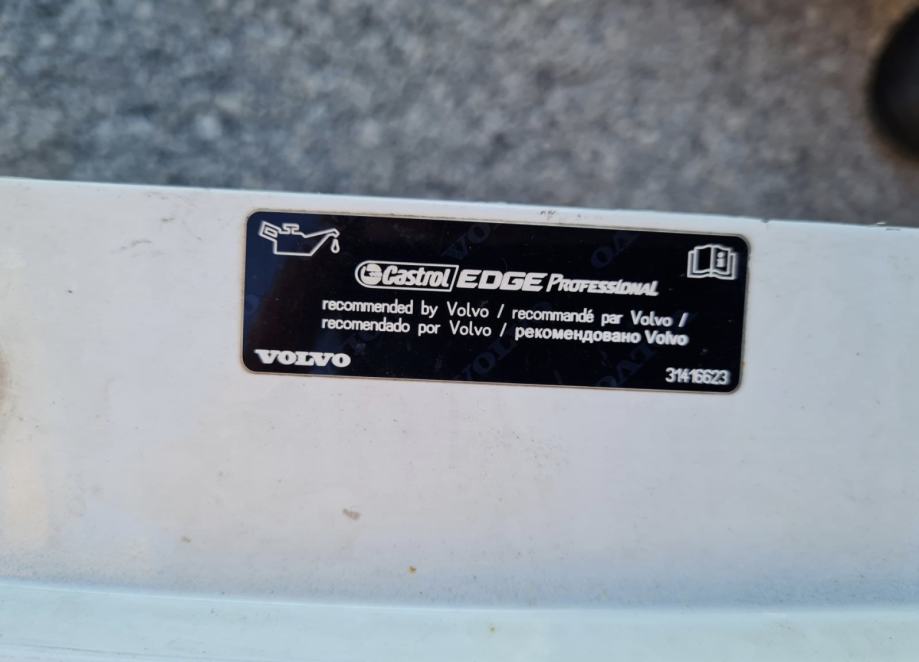 Castrol EDGE PROFESSIONAL
recommended by Volvo / recommandé par Volvo /
recomendado por Volvo / рекомендовано Volvo
VOLVO
31416623